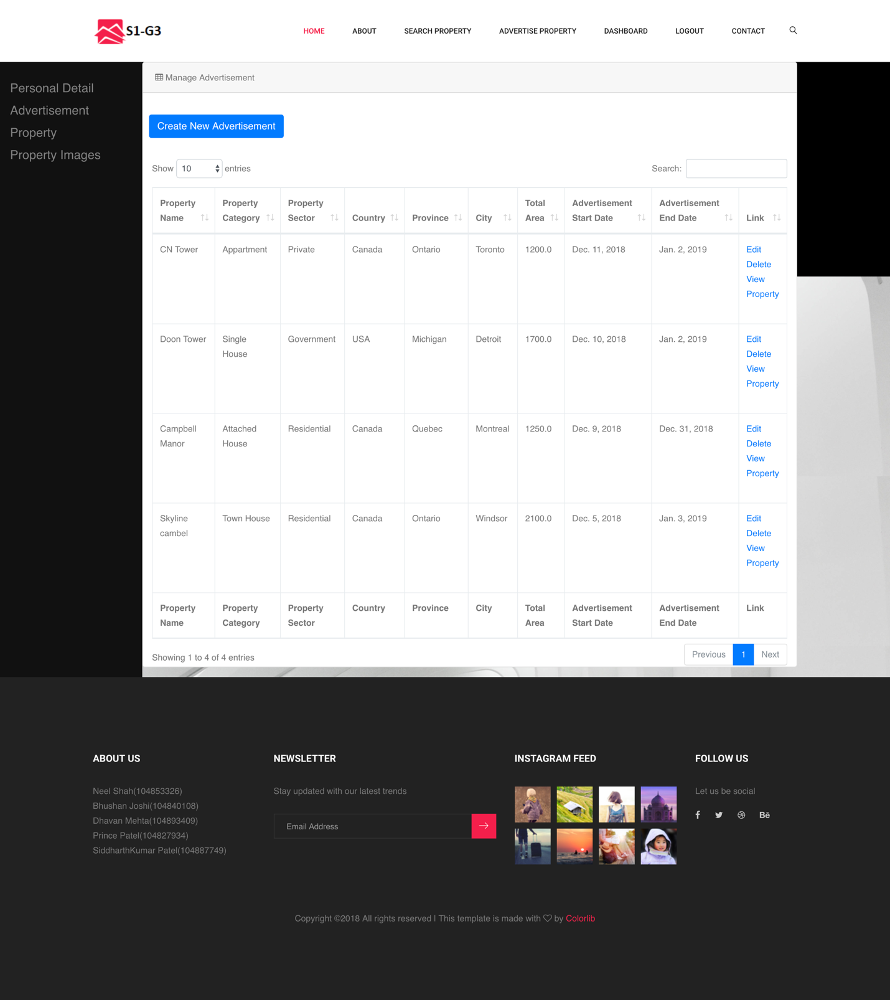 S1-G3
HOME ABOUT SEARCH PROPERTY ADVERTISE PROPERTY DASHBOARD LOGOUT CONTACT
Personal Detail
Advertisement
Property
Property Images
Manage Advertisement
Create New Advertisement
Show 10 entries Search:
Property Name Property Category Property Sector Country Province City Total Area Advertisement Start Date Advertisement End Date Link
CN Tower Appartment Private Canada Ontario Toronto 1200.0 Dec. 11, 2018 Jan. 2, 2019 Edit
Delete
View
Property
Doon Tower Single House Government USA Michigan Detroit 1700.0 Dec. 10, 2018 Jan. 2, 2019 Edit
Delete
View
Property
Campbell Manor Attached House Residential Canada Quebec Montreal 1250.0 Dec. 9, 2018 Dec. 31, 2018 Edit
Delete
View
Property
Skyline cambel Town House Residential Canada Ontario Windsor 2100.0 Dec. 5, 2018 Jan. 3, 2019 Edit
Delete
View
Property
Property Name Property Category Property Sector Country Province City Total Area Advertisement Start Date Advertisement End Date Link
Showing 1 to 4 of 4 entries Previous 1 Next
ABOUT US
Neel Shah(104853326)
Bhushan Joshi(104840108)
Dhavan Mehta(104893409)
Prince Patel(104827934)
SiddharthKumar Patel(104887749)
NEWSLETTER
Stay updated with our latest trends
Email Address
INSTAGRAM FEED
FOLLOW US
Let us be social
Copyright ©2018 All rights reserved | This template is made with ♡ by Colorlib